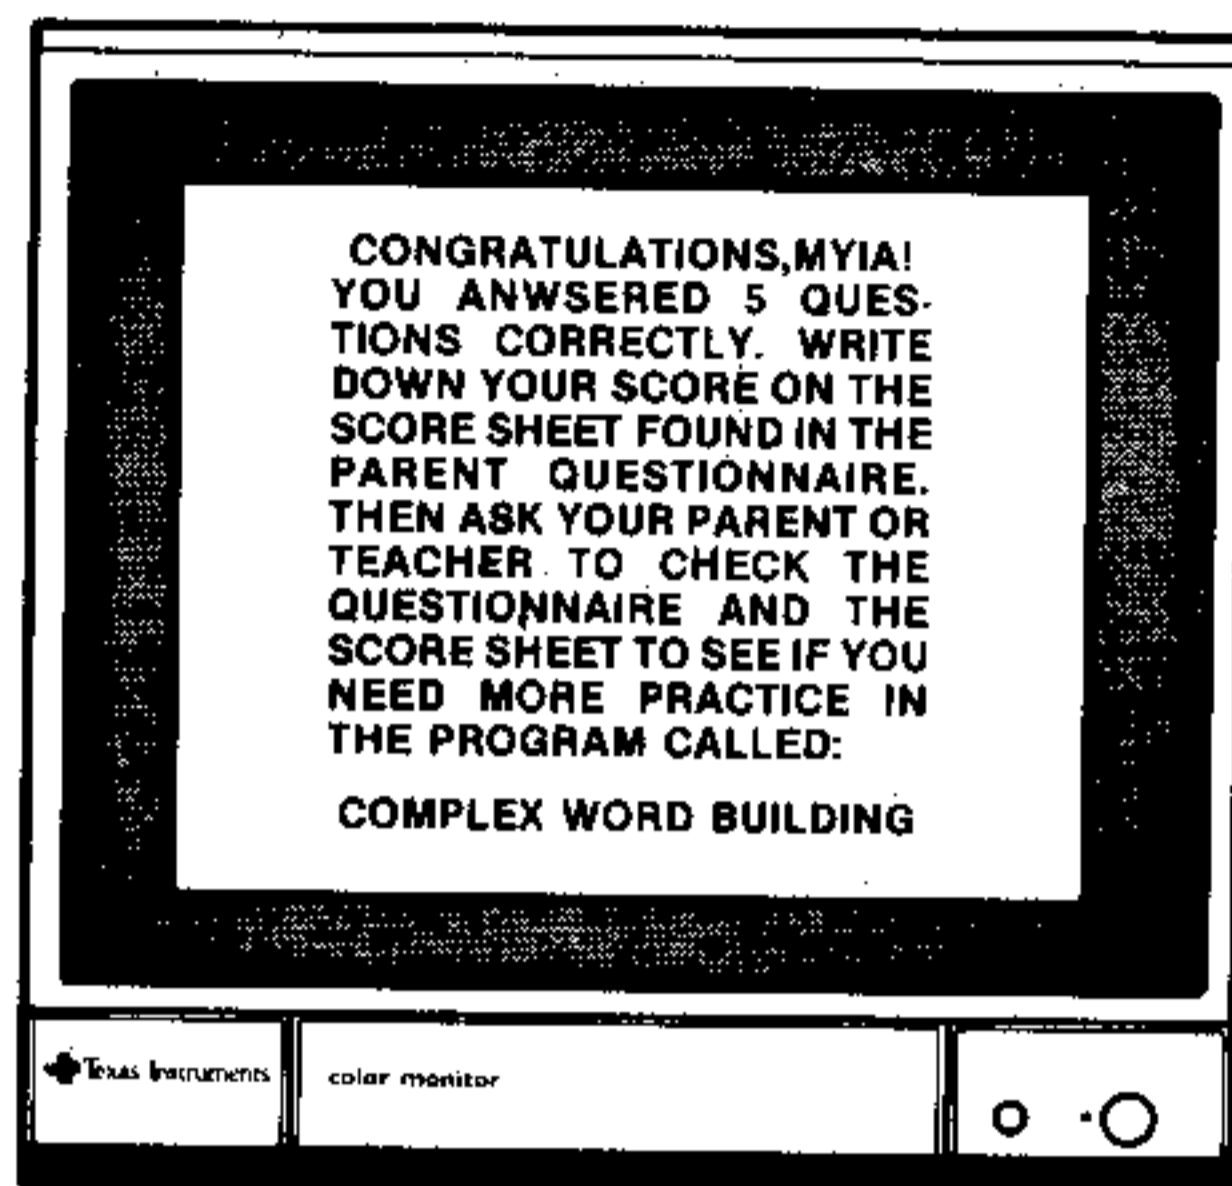 CONGRATULATIONS,MYIA!
YOU ANWSERED 5 QUES-
TIONS CORRECTLY. WRITE
DOWN YOUR SCORE ON THE
SCORE SHEET FOUND IN THE
PARENT QUESTIONNAIRE.
THEN ASK YOUR PARENT OR
TEACHER TO CHECK THE
QUESTIONNAIRE AND THE
SCORE SHEET TO SEE IF YOU
NEED MORE PRACTICE IN
THE PROGRAM CALLED:
COMPLEX WORD BUILDING
Texas Instruments
color monitor